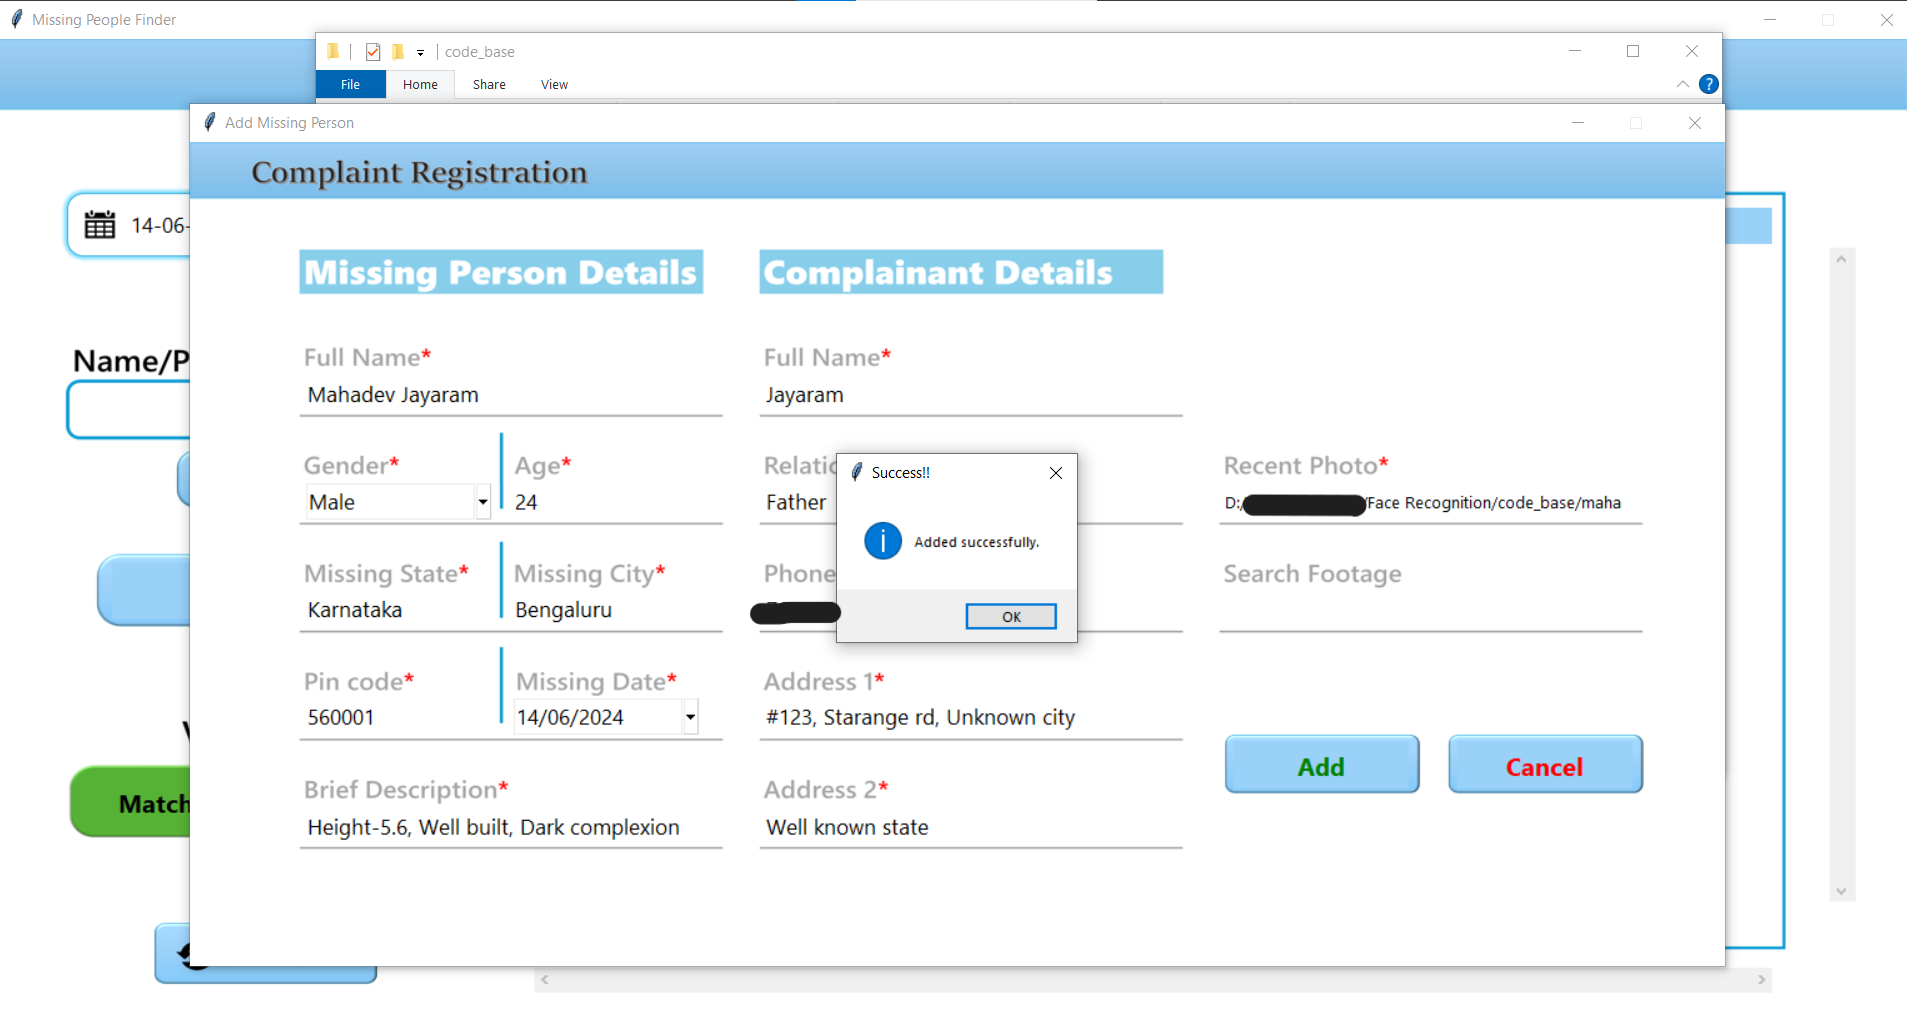 Missing People Finder
code_base
File Home Share View
?
Add Missing Person
Complaint Registration
14-06-
Missing Person Details Complainant Details
Name/P
Full Name* Full Name*
Mahadev Jayaram Jayaram
Gender* Age* Relatio Recent Photo*
Male 24 Father D:/ /Face Recognition/code_base/maha
Success!!
Added successfully.
OK
Missing State* Missing City* Phone Search Footage
Karnataka Bengaluru
Pin code* Missing Date* Address 1*
560001 14/06/2024 #123, Starange rd, Unknown city
Add Cancel
Match
Brief Description* Address 2*
Height-5.6, Well built, Dark complexion Well known state